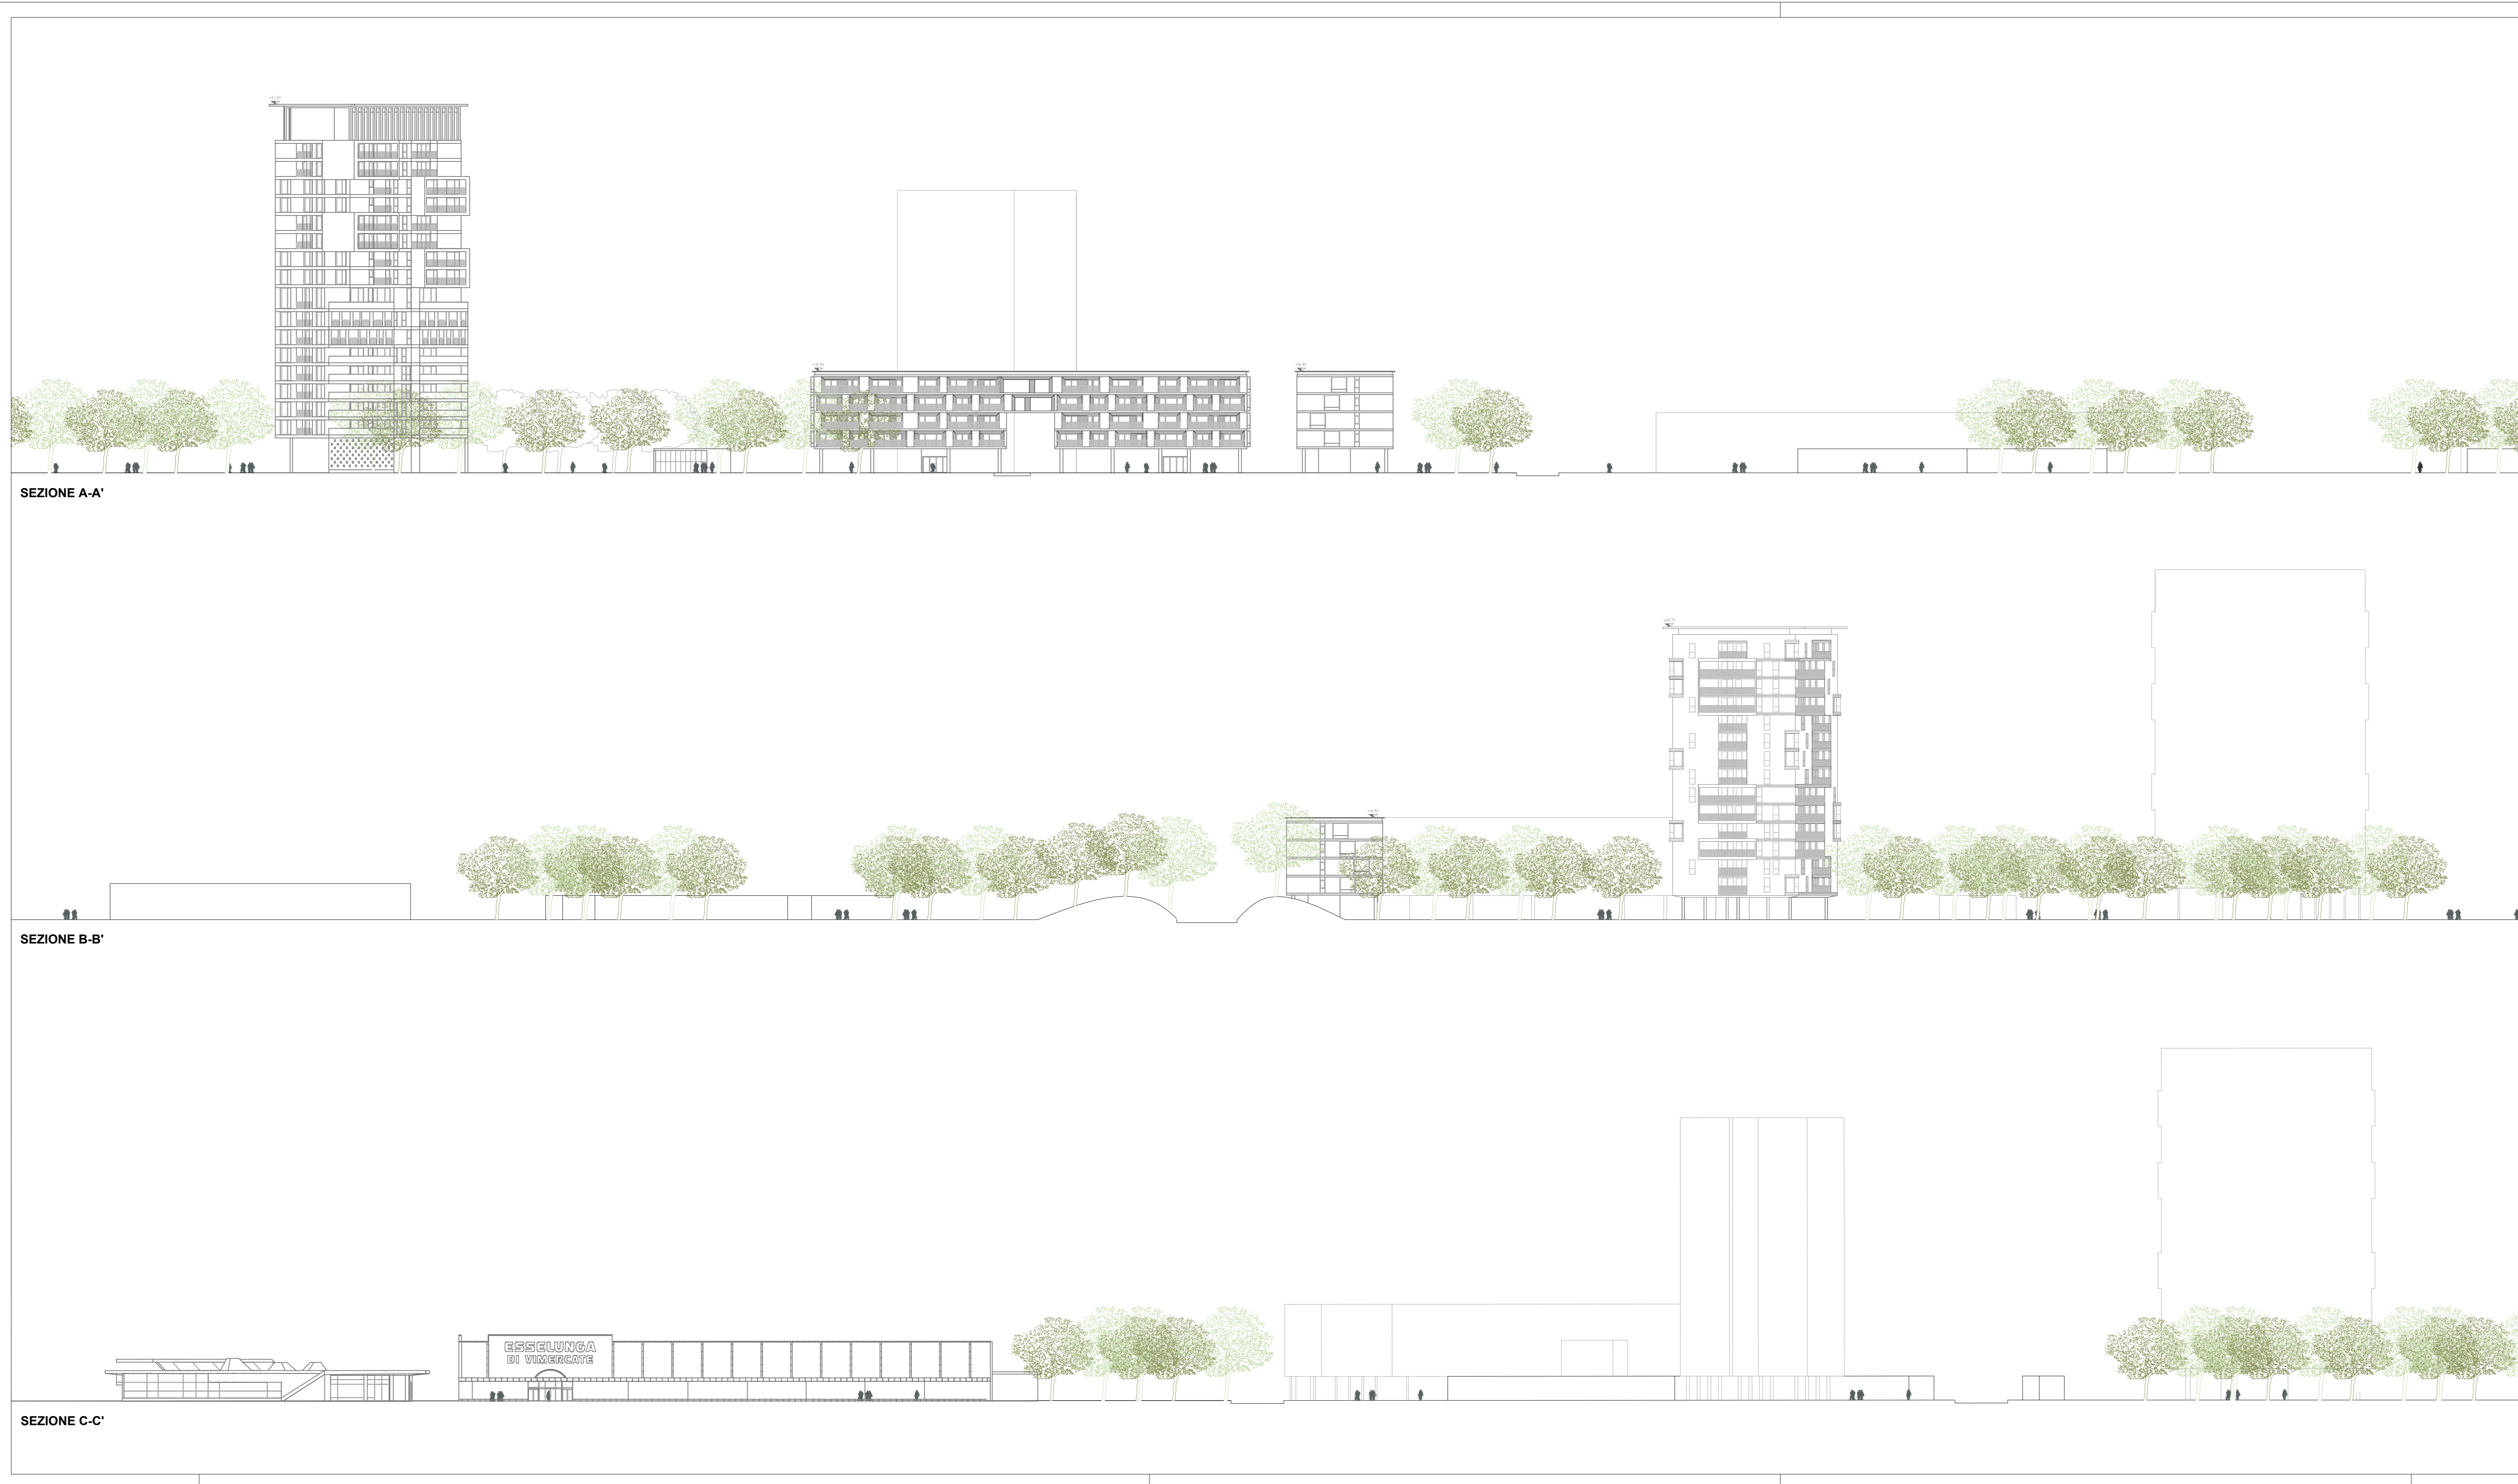 SEZIONE A-A'
SEZIONE B-B'
ESSELUNGA
DI VIMERCATE
SEZIONE C-C'